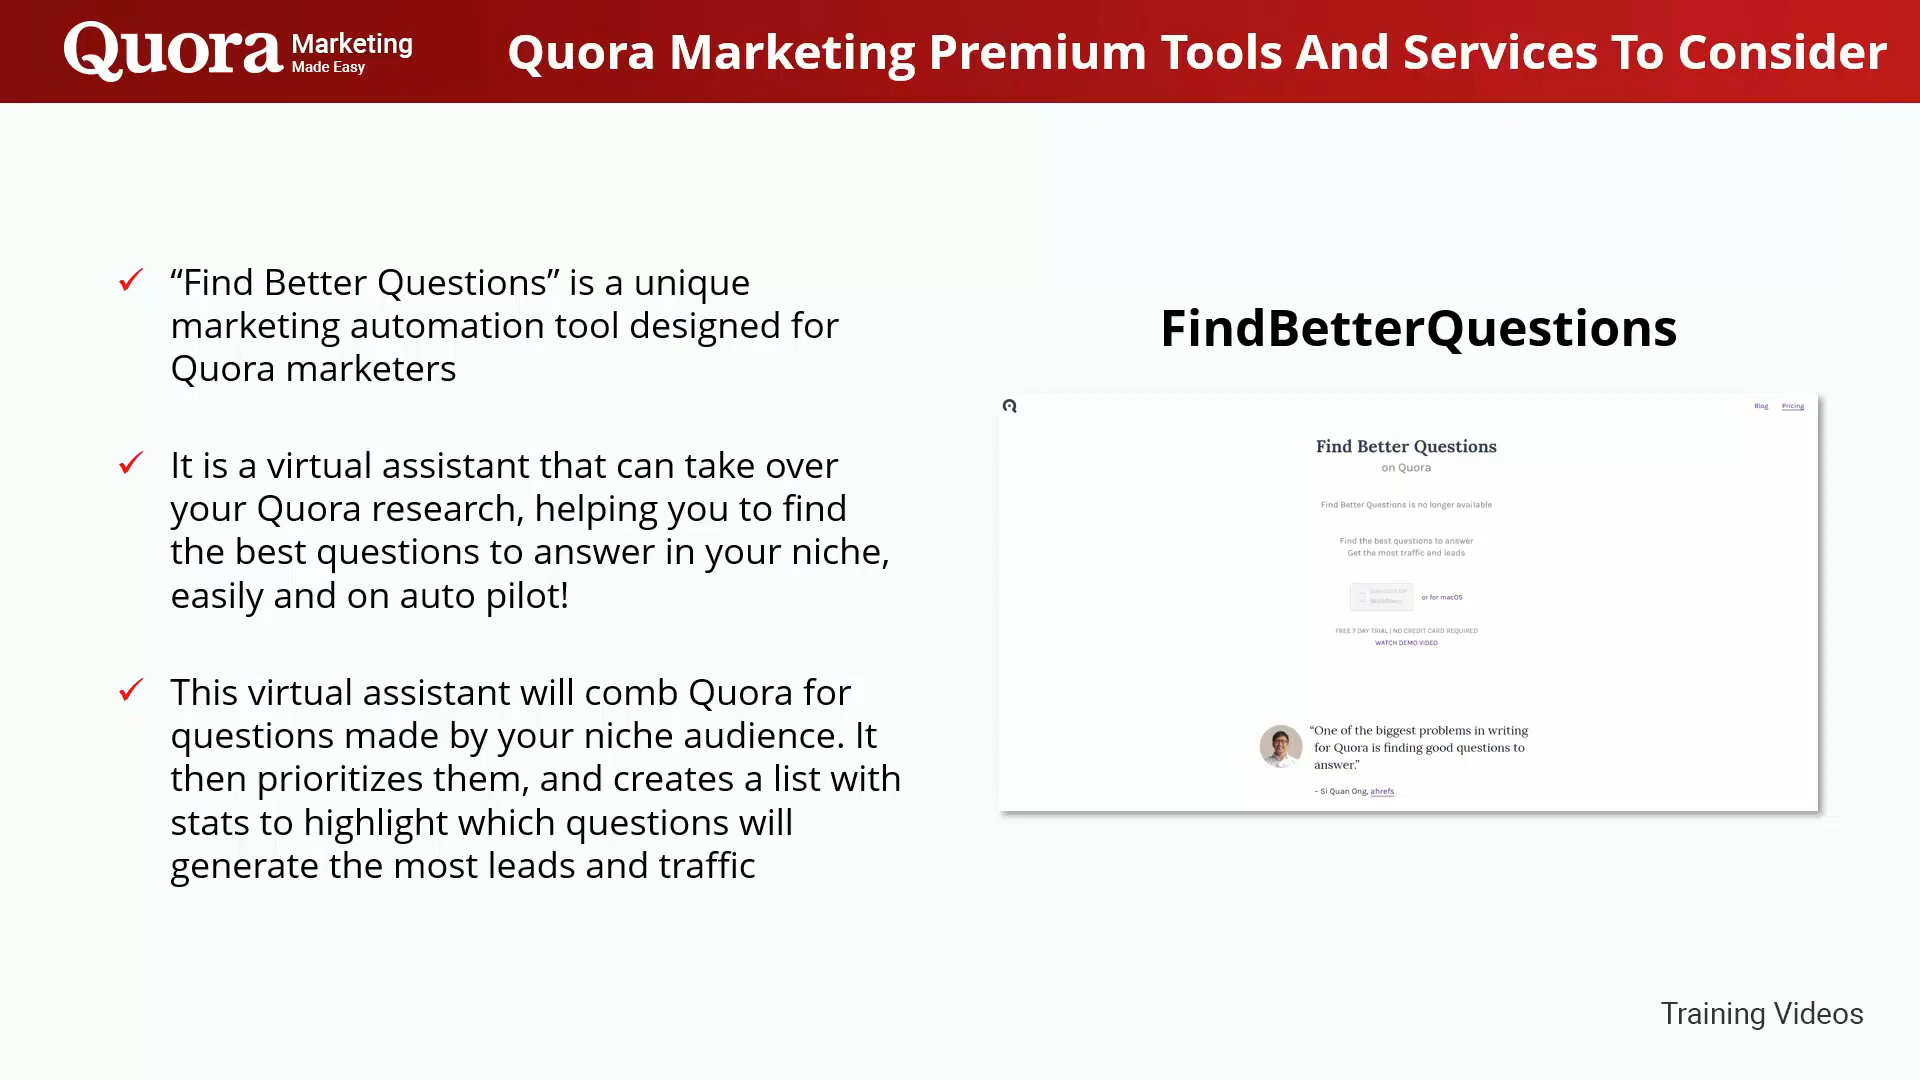 Quora Marketing
Made Easy
Quora Marketing Premium Tools And Services To Consider
“Find Better Questions” is a unique
marketing automation tool designed for
Quora marketers
It is a virtual assistant that can take over
your Quora research, helping you to find
the best questions to answer in your niche,
easily and on auto pilot!
This virtual assistant will comb Quora for
questions made by your niche audience. It
then prioritizes them, and creates a list with
stats to highlight which questions will
generate the most leads and traffic
FindBetterQuestions
Blog Pricing
Find Better Questions
on Quora
Find Better Questions is no longer available
Find the best questions to answer
Get the most traffic and leads
or for macOS
FREE 7 DAY TRIAL | NO CREDIT CARD REQUIRED
WATCH DEMO VIDEO
“One of the biggest problems in writing
for Quora is finding good questions to
answer.”
- Si Quan Ong, ahrefs
Training Videos